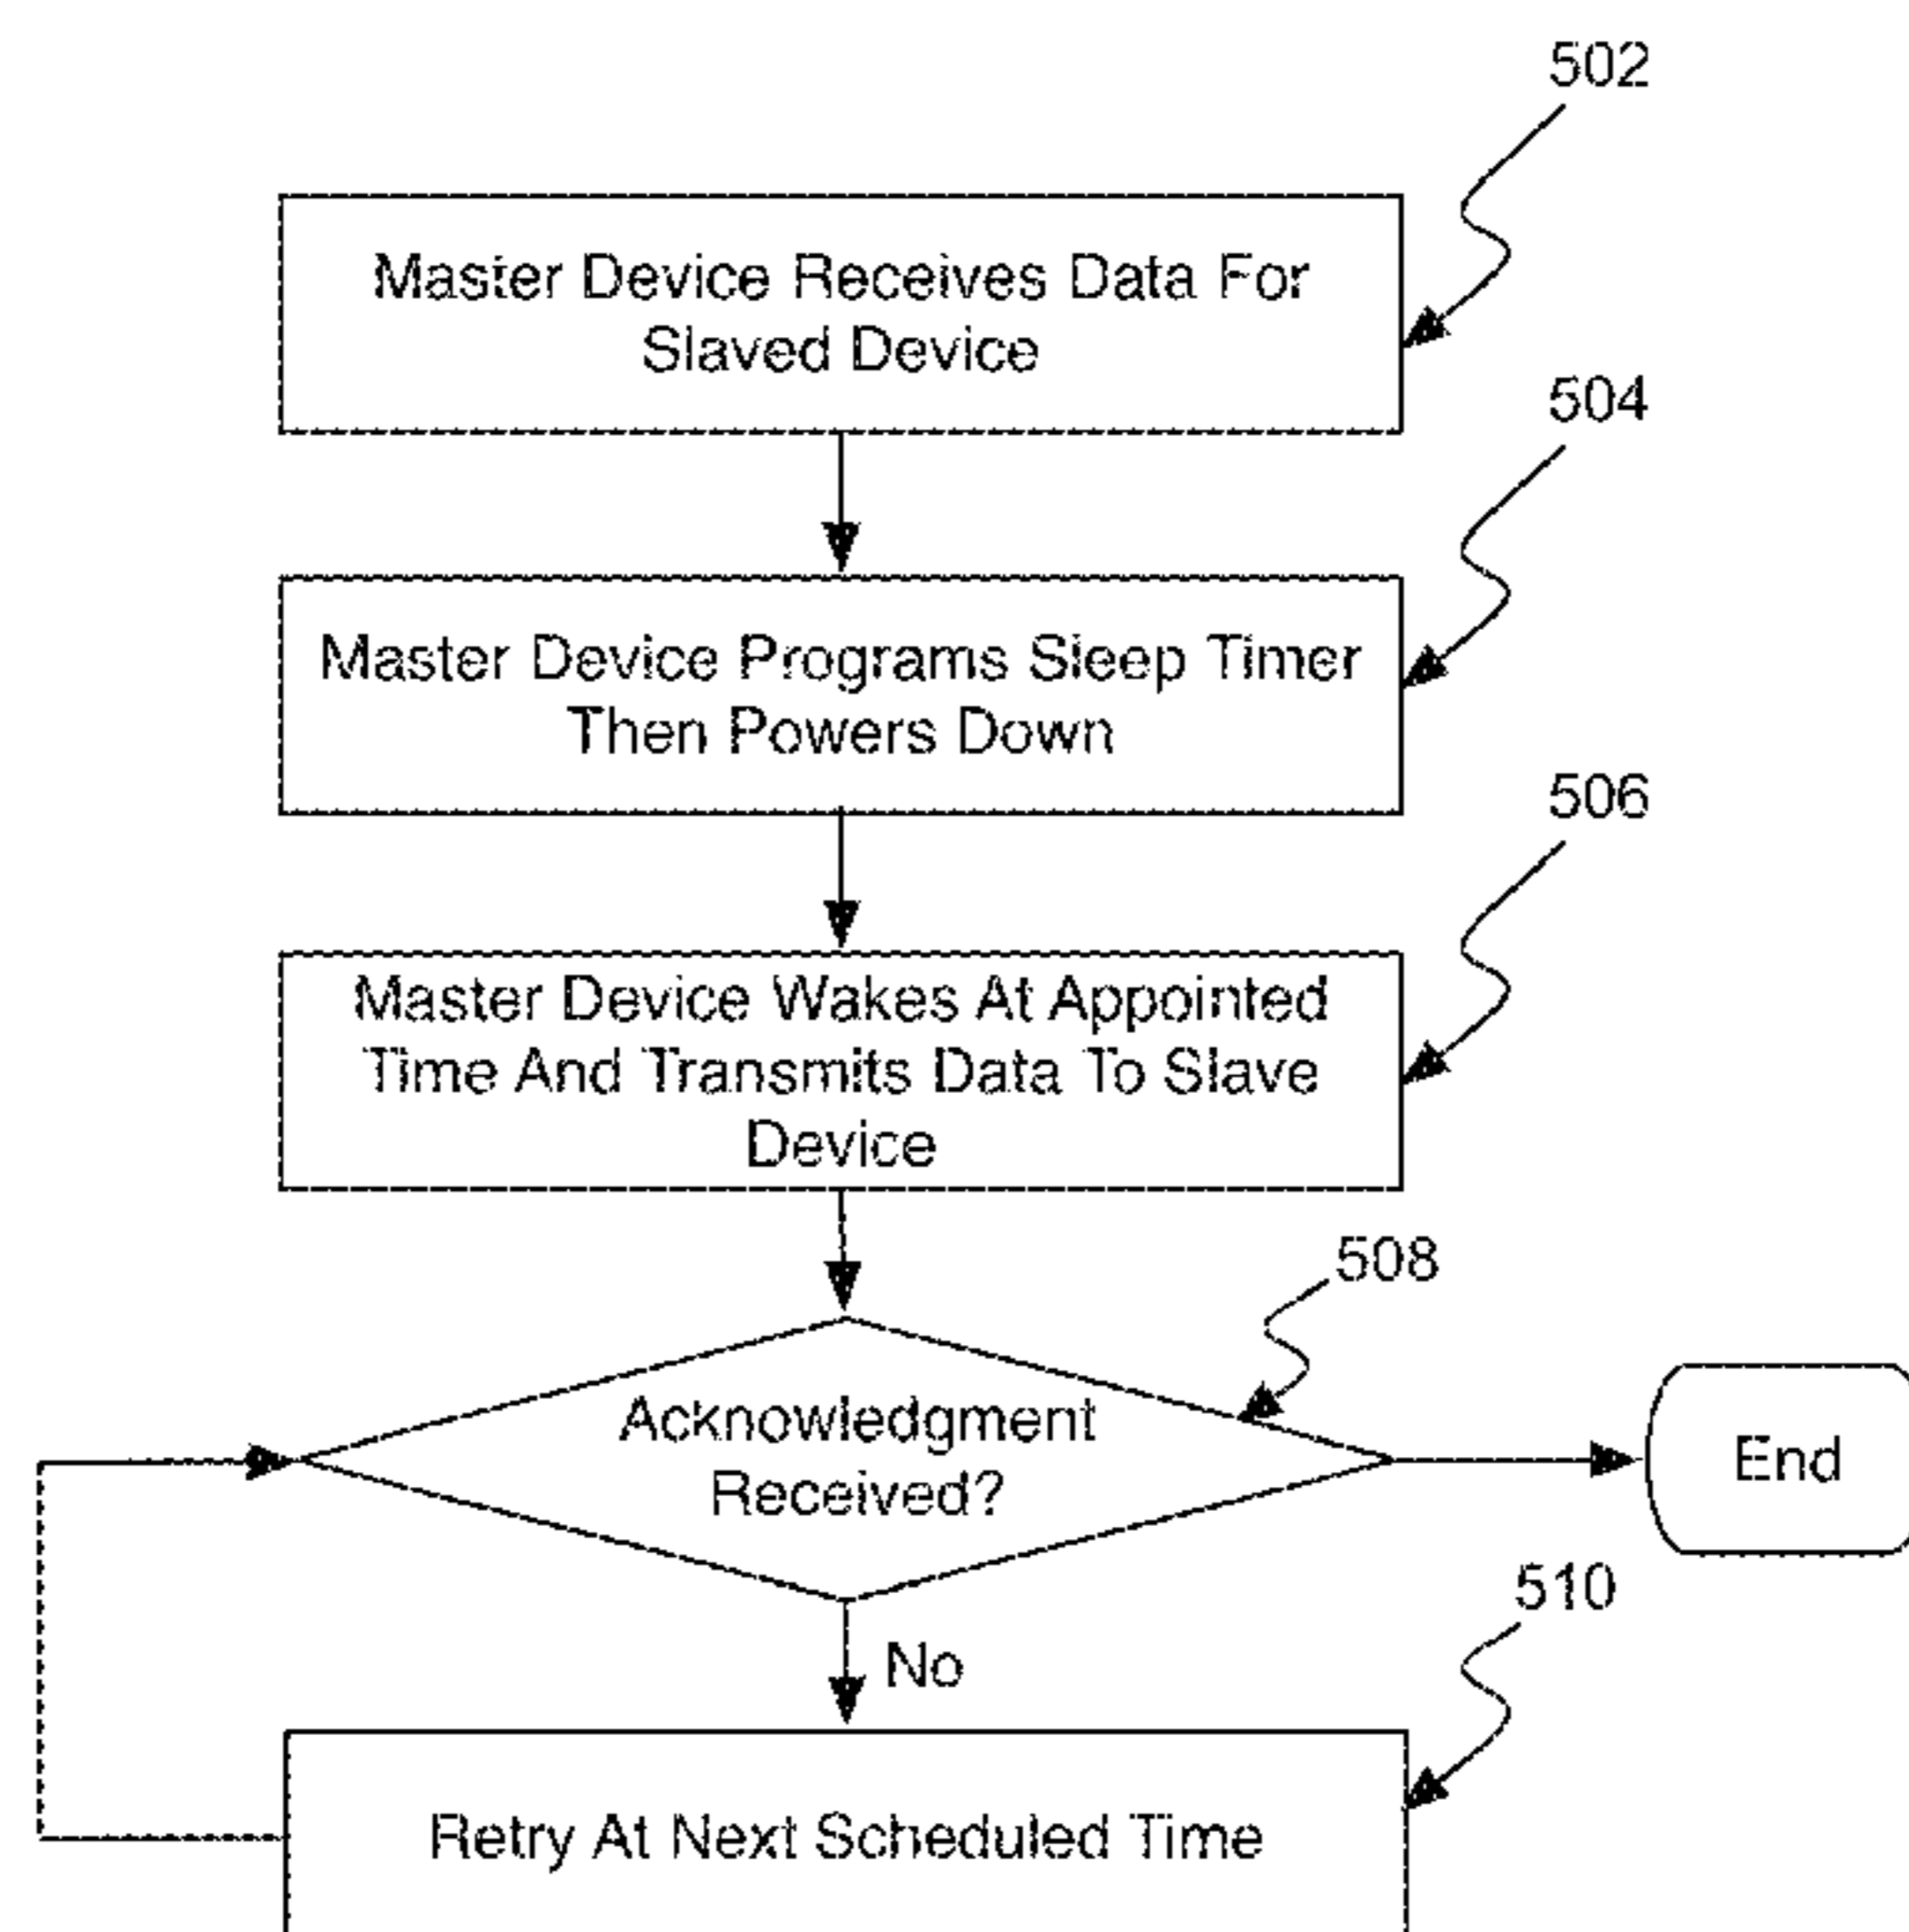 502
Master Device Receives Data For
Slaved Device
504
Master Device Programs Sleep Timer
Then Powers Down
506
Master Device Wakes At Appointed
Time And Transmits Data To Slave
Device
508
Acknowledgment
Received?
End
No
510
Retry At Next Scheduled Time